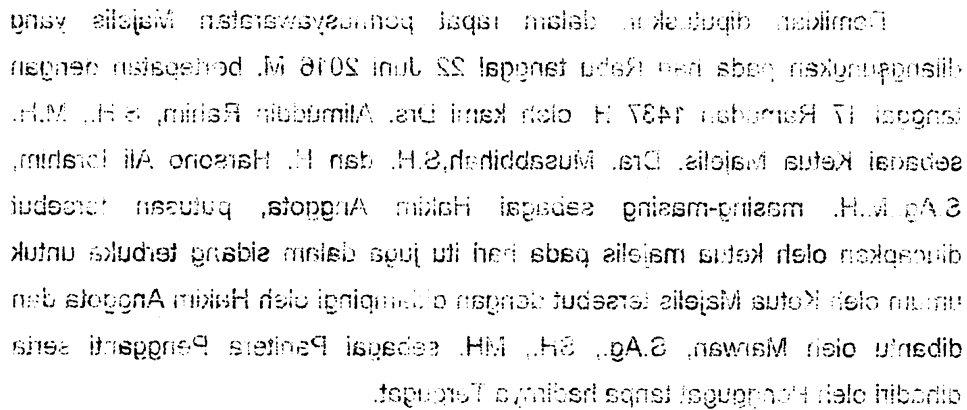 Demikian diputuskan dalam rapat permusyawaratan Majelis yang
dilangsungkan pada hari Rabu tanggal 22 Juni 2016 M. bertepatan dengan
tanggal 17 Ramadan 1437 H oleh kami Drs. Alimuddin Rahim, S.H., M.H.
sebagai Ketua Majelis. Dra. Musabbihah,S.H. dan H. Harsono Ali Ibrahim,
S.Ag M.H. masing-masing sebagai Hakim Anggota, putusan tersebut
diucapkan oleh ketua majelis pada hari itu juga dalam sidang terbuka untuk
umum oleh Ketua Majelis tersebut dengan didampingi oleh Hakim Anggota dan
dibantu oleh Marwan, S.Ag., SH., MH. sebagai Panitera Pengganti serta
dihadiri oleh Penggugat tanpa hadirnya Tergugat.